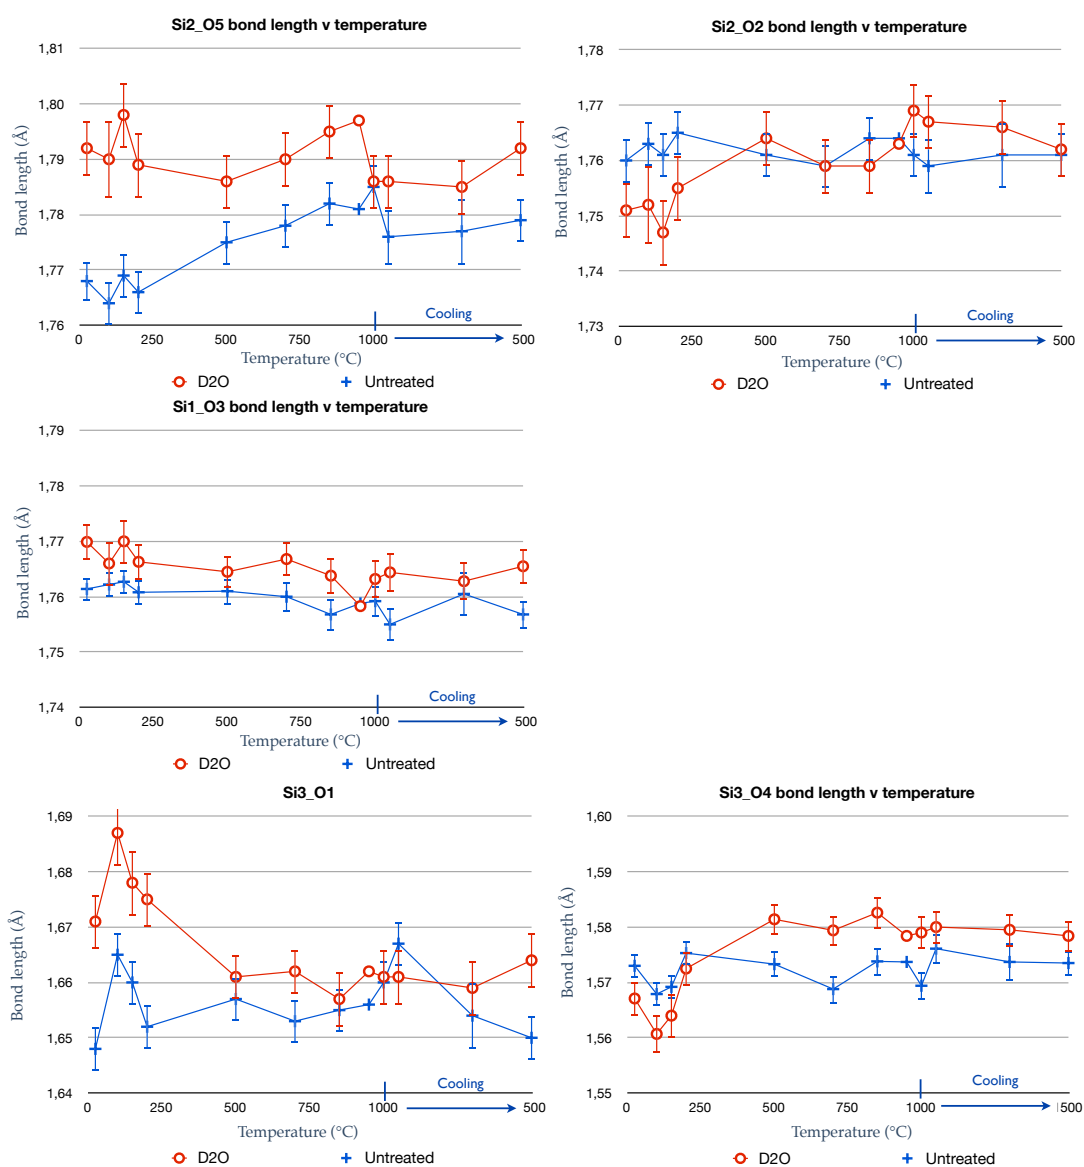 Si2_O5 bond length v temperature
1,81
1,80
1,79
1,78
1,77
1,76
Bond length (Å)
Cooling
0 250 500 750 1000 500
Temperature (°C)
D2O Untreated
Si2_O2 bond length v temperature
1,78
1,77
1,76
1,75
1,74
1,73
Bond length (Å)
Cooling
0 250 500 750 1000 500
Temperature (°C)
D2O Untreated
Si1_O3 bond length v temperature
1,79
1,78
1,77
1,76
1,75
1,74
Bond length (Å)
Cooling
0 250 500 750 1000 500
Temperature (°C)
D2O Untreated
Si3_O1
1,69
1,68
1,67
1,66
1,65
1,64
Bond length (Å)
Cooling
0 250 500 750 1000 500
Temperature (°C)
D2O Untreated
Si3_O4 bond length v temperature
1,60
1,59
1,58
1,57
1,56
1,55
Bond length (Å)
Cooling
0 250 500 750 1000 500
Temperature (°C)
D2O Untreated